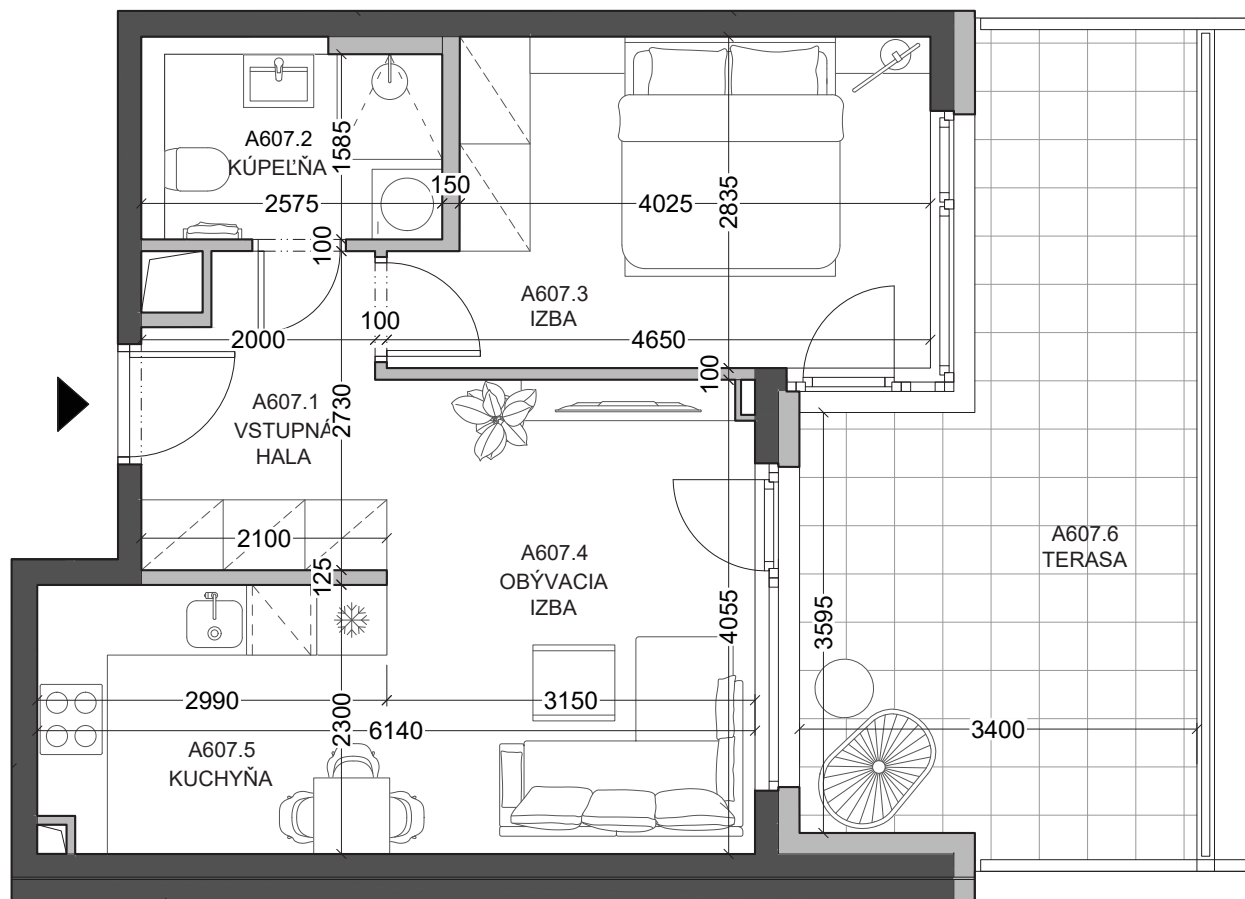 A607.2
KÚPEĽŇA
1585
2575
150
4025
2835
100
A607.3
IZBA
2000
100
4650
100
A607.1
VSTUPNÁ
HALA
2730
2100
125
A607.4
OBÝVACIA
IZBA
4055
A607.6
TERASA
3595
3400
2990
3150
2300
6140
A607.5
KUCHYŇA